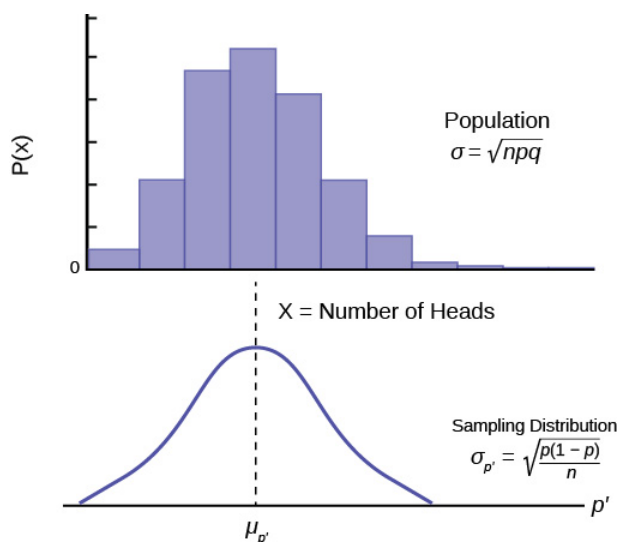 P(x)
Population
σ = √npq
0
X = Number of Heads
Sampling Distribution
σp' = √p(1 − p)/n
p'
μp'